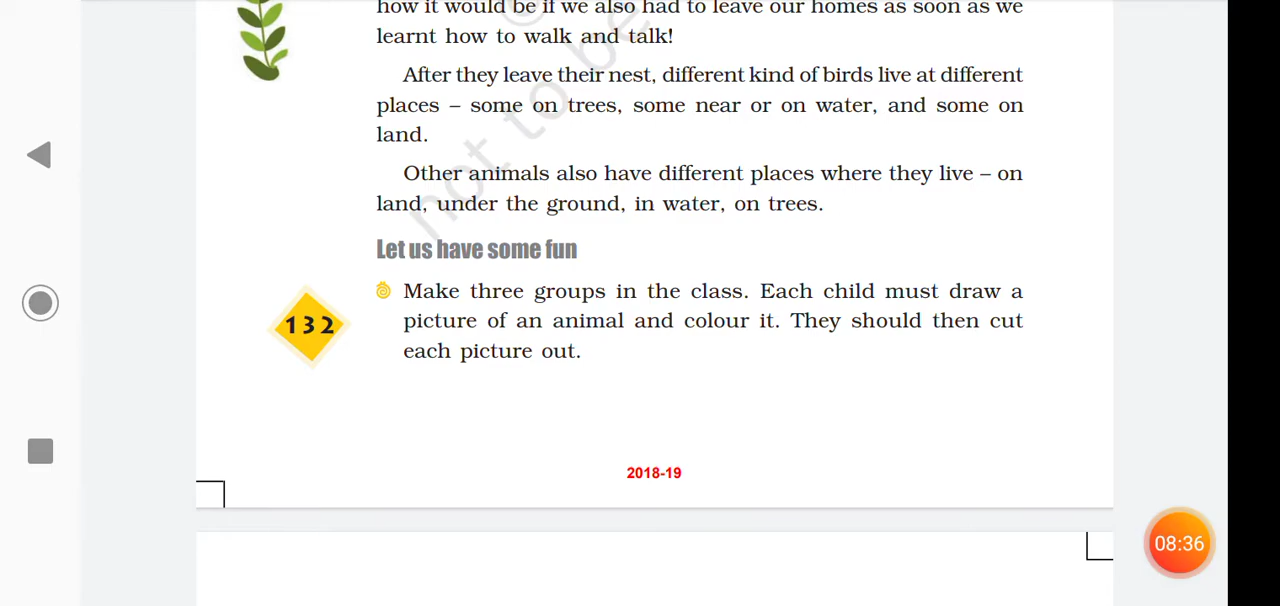 how it would be if we also had to leave our homes as soon as we
learnt how to walk and talk!
After they leave their nest, different kind of birds live at different
places – some on trees, some near or on water, and some on
land.
Other animals also have different places where they live – on
land, under the ground, in water, on trees.
Let us have some fun
Make three groups in the class. Each child must draw a
picture of an animal and colour it. They should then cut
each picture out.
132
not to be
2018-19
08:36